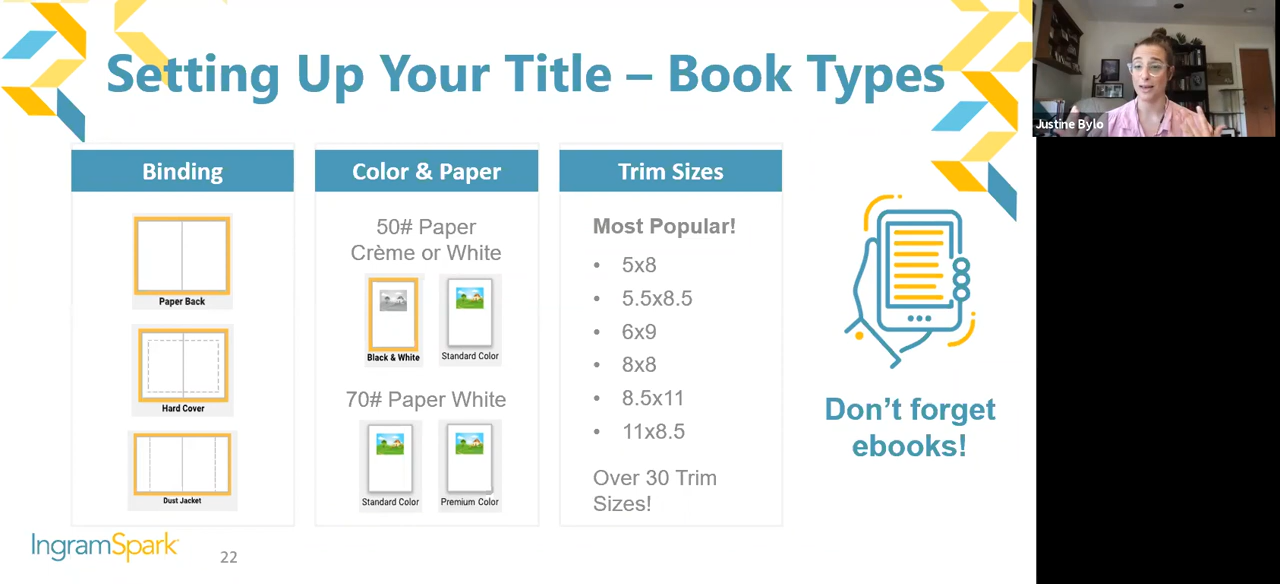 Setting Up Your Title – Book Types
Justine Bylo
Binding
Paper Back
Hard Cover
Dust Jacket
Color & Paper
50# Paper
Crème or White
Black & White
Standard Color
70# Paper White
Standard Color
Premium Color
Trim Sizes
Most Popular!
• 5x8
• 5.5x8.5
• 6x9
• 8x8
• 8.5x11
• 11x8.5
Over 30 Trim
Sizes!
Don’t forget
ebooks!
IngramSpark
22